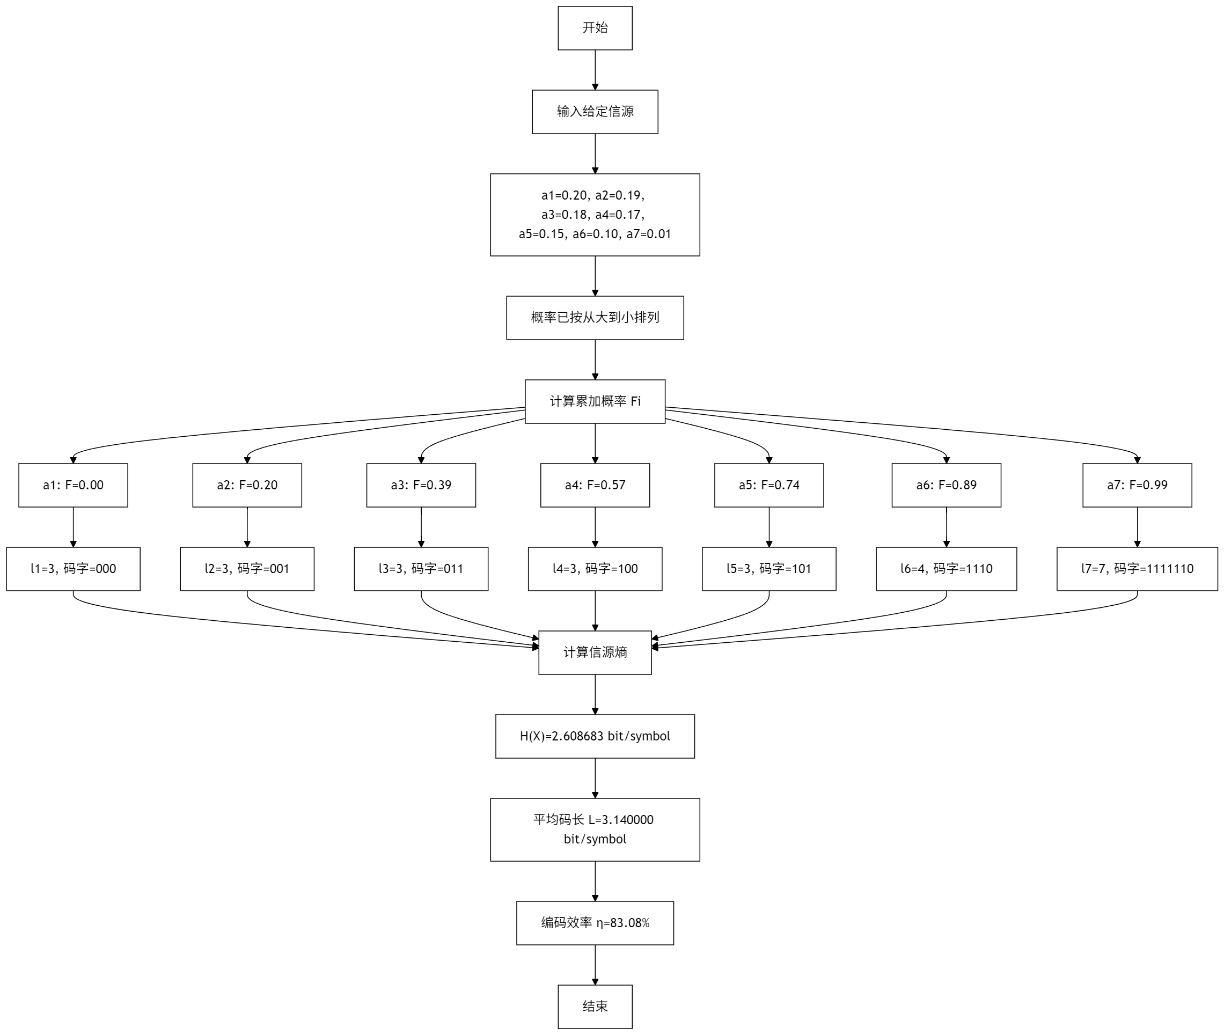 开始
输入给定信源
a1=0.20, a2=0.19,
a3=0.18, a4=0.17,
a5=0.15, a6=0.10, a7=0.01
概率已按从大到小排列
计算累加概率 Fi
a1: F=0.00
a2: F=0.20
a3: F=0.39
a4: F=0.57
a5: F=0.74
a6: F=0.89
a7: F=0.99
l1=3, 码字=000
l2=3, 码字=001
l3=3, 码字=011
l4=3, 码字=100
l5=3, 码字=101
l6=4, 码字=1110
l7=7, 码字=1111110
计算信源熵
H(X)=2.608683 bit/symbol
平均码长 L=3.140000
bit/symbol
编码效率 η=83.08%
结束